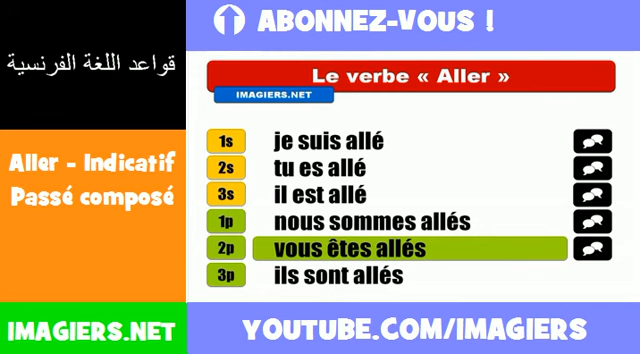 ABONNEZ-VOUS !
قواعد اللغة الفرنسية
Aller - Indicatif
Passé composé
IMAGIERS.NET
Le verbe « Aller »
IMAGIERS.NET
1s je suis allé
2s tu es allé
3s il est allé
1p nous sommes allés
2p vous êtes allés
3p ils sont allés
YOUTUBE.COM/IMAGIERS